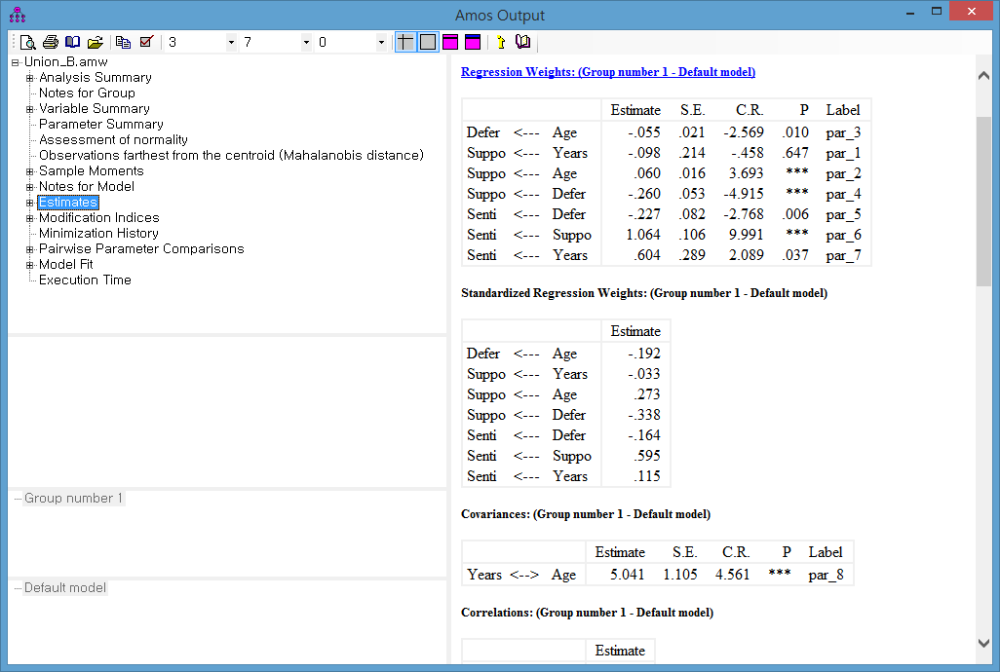 Amos Output
3 7 0
Union_B.amw
Analysis Summary
Notes for Group
Variable Summary
Parameter Summary
Assessment of normality
Observations farthest from the centroid (Mahalanobis distance)
Sample Moments
Notes for Model
Estimates
Modification Indices
Minimization History
Pairwise Parameter Comparisons
Model Fit
Execution Time
Group number 1
Default model
Regression Weights: (Group number 1 - Default model)
Estimate S.E. C.R. P Label
Defer <--- Age -.055 .021 -2.569 .010 par_3
Suppo <--- Years -.098 .214 -.458 .647 par_1
Suppo <--- Age .060 .016 3.693 *** par_2
Suppo <--- Defer -.260 .053 -4.915 *** par_4
Senti <--- Defer -.227 .082 -2.768 .006 par_5
Senti <--- Suppo 1.064 .106 9.991 *** par_6
Senti <--- Years .604 .289 2.089 .037 par_7
Standardized Regression Weights: (Group number 1 - Default model)
Estimate
Defer <--- Age -.192
Suppo <--- Years -.033
Suppo <--- Age .273
Suppo <--- Defer -.338
Senti <--- Defer -.164
Senti <--- Suppo .595
Senti <--- Years .115
Covariances: (Group number 1 - Default model)
Estimate S.E. C.R. P Label
Years <--> Age 5.041 1.105 4.561 *** par_8
Correlations: (Group number 1 - Default model)
Estimate